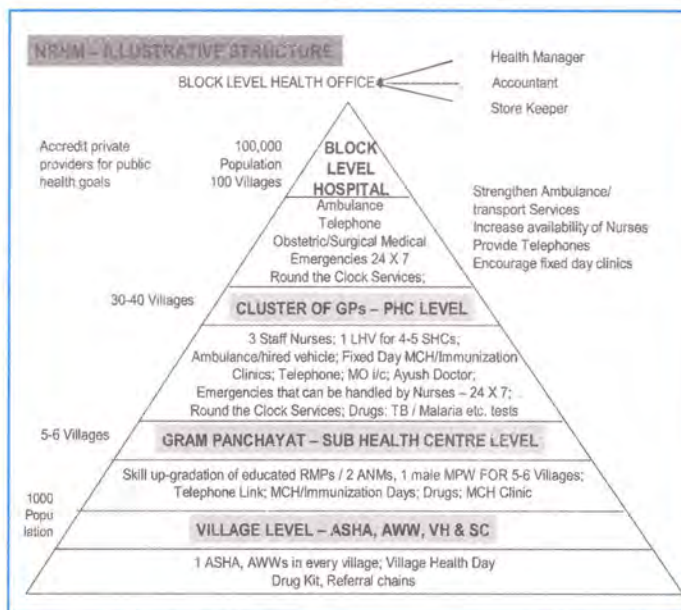 NRHM – ILLUSTRATIVE STRUCTURE
BLOCK LEVEL HEALTH OFICE
Health Manager
Accountant
Store Keeper
Accredit private
providers for public
health goals
100,000
Population
100 Villages
BLOCK
LEVEL
HOSPITAL
Ambulance
Telephone
Obstetric/Surgical Medical
Emergencies 24 X 7
Round the Clock Services;
Strengthen Ambulance/
transport Services
Increase availability of Nurses
Provide Telephones
Encourage fixed day clinics
30-40 Villages
CLUSTER OF GPs – PHC LEVEL
3 Staff Nurses; 1 LHV for 4-5 SHCs;
Ambulance/hired vehicle; Fixed Day MCH/Immunization
Clinics; Telephone; MO i/c; Ayush Doctor;
Emergencies that can be handled by Nurses – 24 X 7;
Round the Clock Services; Drugs: TB / Malaria etc. tests
5-6 Villages
GRAM PANCHAYAT – SUB HEALTH CENTRE LEVEL
Skill up-gradation of educated RMPs / 2 ANMs, 1 male MPW FOR 5-6 Villages;
Telephone Link; MCH/Immunization Days; Drugs; MCH Clinic
1000
Popu
lation
VILLAGE LEVEL – ASHA, AWW, VH & SC
1 ASHA, AWWs in every village; Village Health Day
Drug Kit, Referral chains